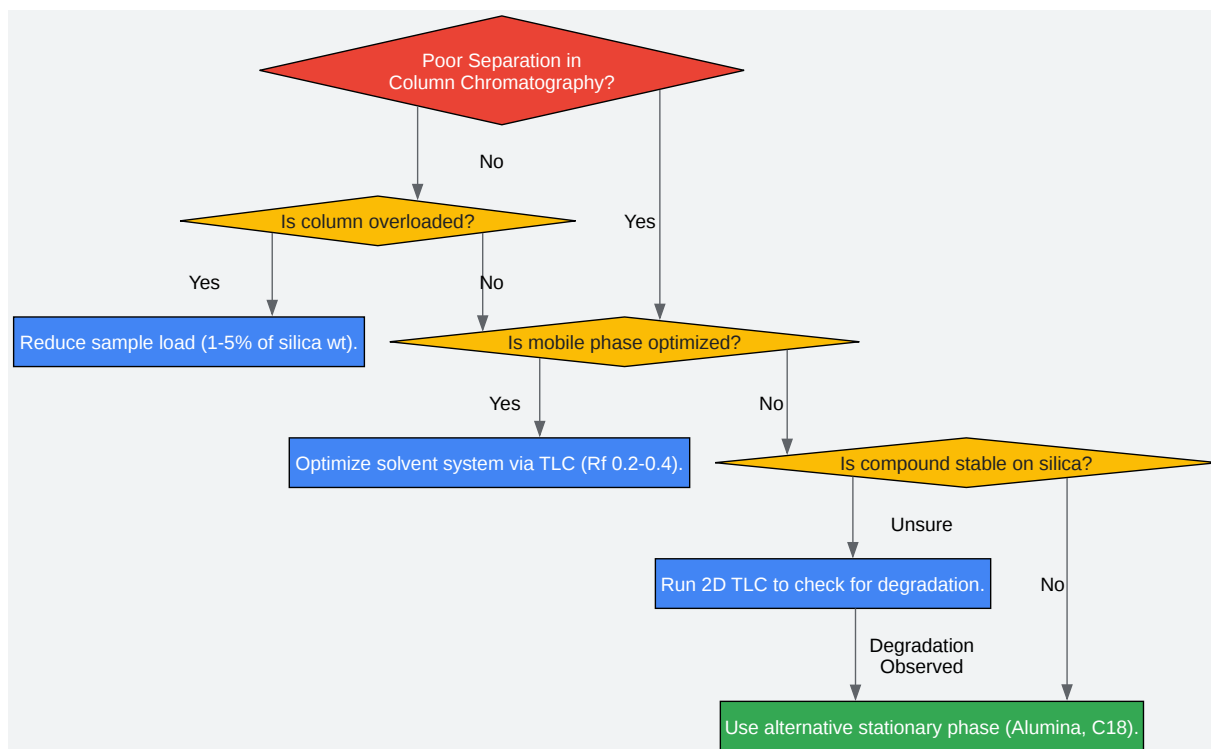 Poor Separation in
Column Chromatography?
No
Is column overloaded?
Yes
Yes
No
Reduce sample load (1-5% of silica wt).
Is mobile phase optimized?
Yes
No
Optimize solvent system via TLC (Rf 0.2-0.4).
Is compound stable on silica?
Unsure
Run 2D TLC to check for degradation.
No
Degradation
Observed
Use alternative stationary phase (Alumina, C18).